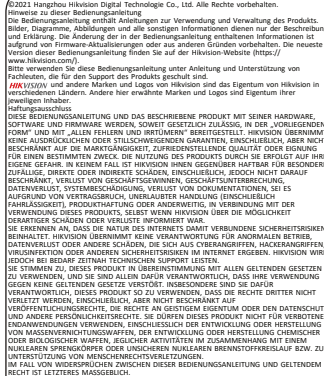 ©2021 Hangzhou Hikvision Digital Technologie Co., Ltd. Alle Rechte vorbehalten.
Hinweise zu dieser Bedienungsanleitung
Die Bedienungsanleitung enthält Anleitungen zur Verwendung und Verwaltung des Produkts.
Bilder, Diagramme, Abbildungen und alle sonstigen Informationen dienen nur der Beschreibung
und Erklärung. Die Änderung der in der Bedienungsanleitung enthaltenen Informationen ist
aufgrund von Firmware-Aktualisierungen oder aus anderen Gründen vorbehalten. Die neueste
Version dieser Bedienungsanleitung finden Sie auf der Hikvision-Website (https://
www.hikvision.com/).
Bitte verwenden Sie diese Bedienungsanleitung unter Anleitung und Unterstützung von
Fachleuten, die für den Support des Produkts geschult sind.
HIKVISION und andere Marken und Logos von Hikvision sind das Eigentum von Hikvision in
verschiedenen Ländern. Andere hier erwähnte Marken und Logos sind Eigentum ihrer
jeweiligen Inhaber.
Haftungsausschluss
DIESE BEDIENUNGSANLEITUNG UND DAS BESCHRIEBENE PRODUKT MIT SEINER HARDWARE,
SOFTWARE UND FIRMWARE WERDEN, SOWEIT GESETZLICH ZULÄSSIG, IN DER „VORLIEGENDEN
FORM" UND MIT „ALLEN FEHLERN UND IRRTÜMERN" BEREITGESTELLT. HIKVISION ÜBERNIMMT
KEINE AUSDRÜCKLICHEN ODER STILLSCHWEIGENDEN GARANTIEN, EINSCHLIEẞLICH, ABER NICHT
BESCHRÄNKT AUF DIE MARKTGÄNGIGKEIT, ZUFRIEDENSTELLENDE QUALITÄT ODER EIGNUNG
FÜR EINEN BESTIMMTEN ZWECK. DIE NUTZUNG DES PRODUKTS DURCH SIE ERFOLGT AUF IHRE
EIGENE GEFAHR. IN KEINEM FALL IST HIKVISION IHNEN GEGENÜBER HAFTBAR FÜR BESONDERE,
ZUFÄLLIGE, DIREKTE ODER INDIREKTE SCHÄDEN, EINSCHLIEẞLICH, JEDOCH NICHT DARAUF
BESCHRÄNKT, VERLUST VON GESCHÄFTSGEWINNEN, GESCHÄFTSUNTERBRECHUNG,
DATENVERLUST, SYSTEMBESCHÄDIGUNG, VERLUST VON DOKUMENTATIONEN, SEI ES
AUFGRUND VON VERTRAGSBRUCH, UNERLAUBTER HANDLUNG (EINSCHLIEẞLICH
FAHRLÄSSIGKEIT), PRODUKTHAFTUNG ODER ANDERWEITIG, IN VERBINDUNG MIT DER
VERWENDUNG DIESES PRODUKTS, SELBST WENN HIKVISION ÜBER DIE MÖGLICHKEIT
DERARTIGER SCHÄDEN ODER VERLUSTE INFORMIERT WAR.
SIE ERKENNEN AN, DASS DIE NATUR DES INTERNETS DAMIT VERBUNDENE SICHERHEITSRISIKEN
BEINHALTET. HIKVISION ÜBERNIMMT KEINE VERANTWORTUNG FÜR ANORMALEN BETRIEB,
DATENVERLUST ODER ANDERE SCHÄDEN, DIE SICH AUS CYBERANGRIFFEN, HACKERANGRIFFEN,
VIRUSINFEKTION ODER ANDEREN SICHERHEITSRISIKEN IM INTERNET ERGEBEN. HIKVISION WIRD
JEDOCH BEI BEDARF ZEITNAH TECHNISCHEN SUPPORT LEISTEN.
SIE STIMMEN ZU, DIESES PRODUKT IN ÜBEREINSTIMMUNG MIT ALLEN GELTENDEN GESETZEN
ZU VERWENDEN, UND SIE SIND ALLEIN DAFÜR VERANTWORTLICH, DASS IHRE VERWENDUNG
GEGEN KEINE GELTENDEN GESETZE VERSTÖẞT. INSBESONDERE SIND SIE DAFÜR
VERANTWORTLICH, DIESES PRODUKT SO ZU VERWENDEN, DASS DIE RECHTE DRITTER NICHT
VERLETZT WERDEN, EINSCHLIEẞLICH, ABER NICHT BESCHRÄNKT AUF
VERÖFFENTLICHUNGSRECHTE, DIE RECHTE AN GEISTIGEM EIGENTUM ODER DEN DATENSCHUTZ
UND ANDERE PERSÖNLICHKEITSRECHTE. SIE DÜRFEN DIESES PRODUKT NICHT FÜR VERBOTENE
ENDANWENDUNGEN VERWENDEN, EINSCHLIESSLICH DER ENTWICKLUNG ODER HERSTELLUNG
VON MASSENVERNICHTUNGSWAFFEN, DER ENTWICKLUNG ODER HERSTELLUNG CHEMISCHER
ODER BIOLOGISCHER WAFFEN, JEGLICHER AKTIVITÄTEN IM ZUSAMMENHANG MIT EINEM
NUKLEAREN SPRENGKÖRPER ODER UNSICHEREN NUKLEAREN BRENNSTOFFKREISLAUF BZW. ZUR
UNTERSTÜTZUNG VON MENSCHENRECHTSVERLETZUNGEN.
IM FALL VON WIDERSPRÜCHEN ZWISCHEN DIESER BEDIENUNGSANLEITUNG UND GELTENDEM
RECHT IST LETZTERES MASSGEBLICH.